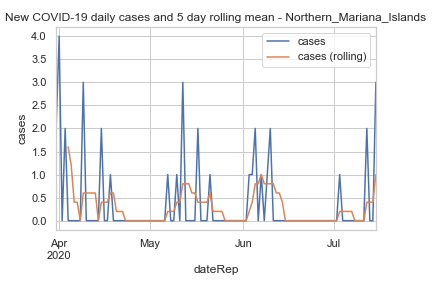 New COVID-19 daily cases and 5 day rolling mean - Northern_Mariana_Islands
cases
cases (rolling)
4.0
3.5
3.0
2.5
2.0
1.5
1.0
0.5
0.0
cases
Apr
2020
May
Jun
Jul
dateRep